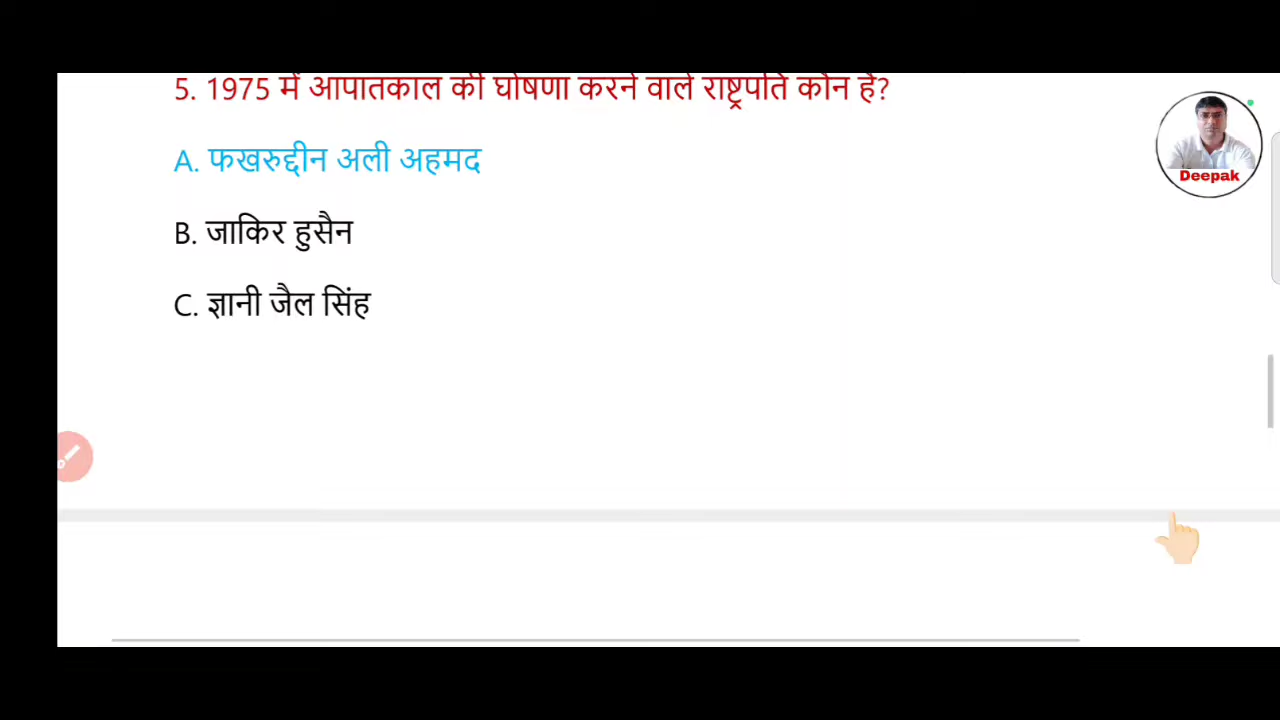 5. 1975 में आपातकाल की घोषणा करने वाले राष्ट्रपति कौन है?
A. फखरुद्दीन अली अहमद
Deepak
B. जाकिर हुसैन
C. ज्ञानी जैल सिंह